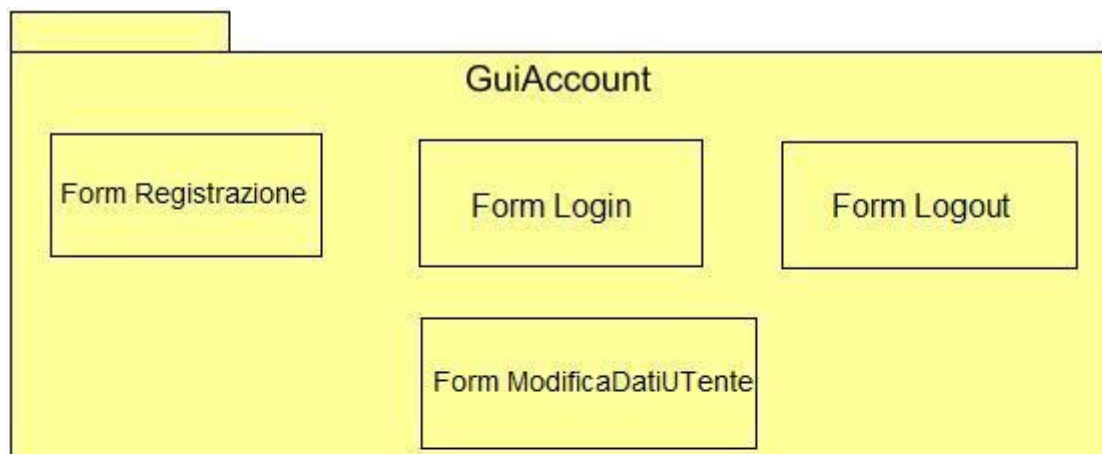 GuiAccount
Form Registrazione
Form Login
Form Logout
Form ModificaDatiUTente